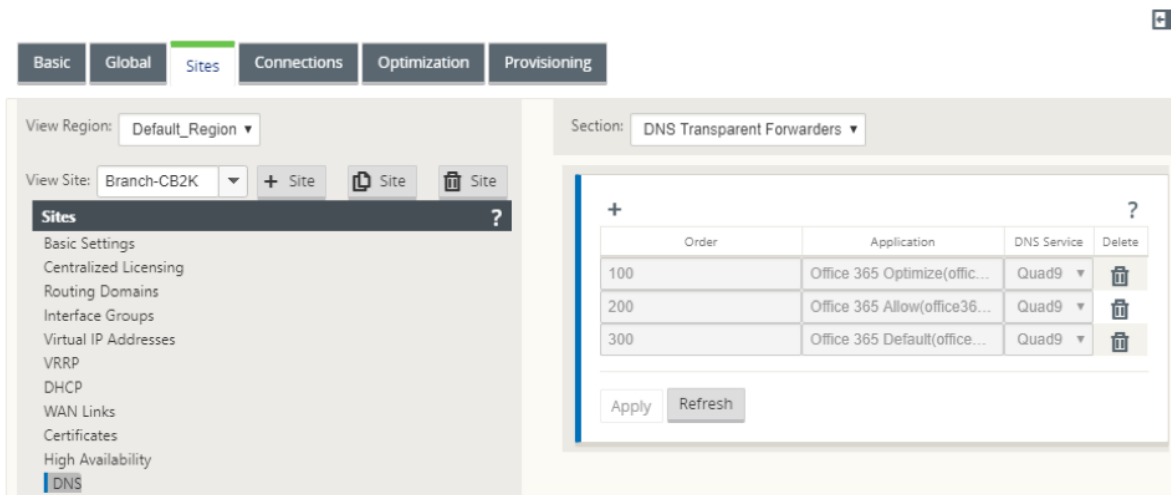 Basic Global Sites Connections Optimization Provisioning
View Region: Default_Region
Section: DNS Transparent Forwarders
View Site: Branch-CB2K + Site Site Site
Sites ?
Basic Settings
Centralized Licensing
Routing Domains
Interface Groups
Virtual IP Addresses
VRRP
DHCP
WAN Links
Certificates
High Availability
DNS
+ ?
Order Application DNS Service Delete
100 Office 365 Optimize(offic... Quad9
200 Office 365 Allow(office36... Quad9
300 Office 365 Default(office... Quad9
Apply Refresh